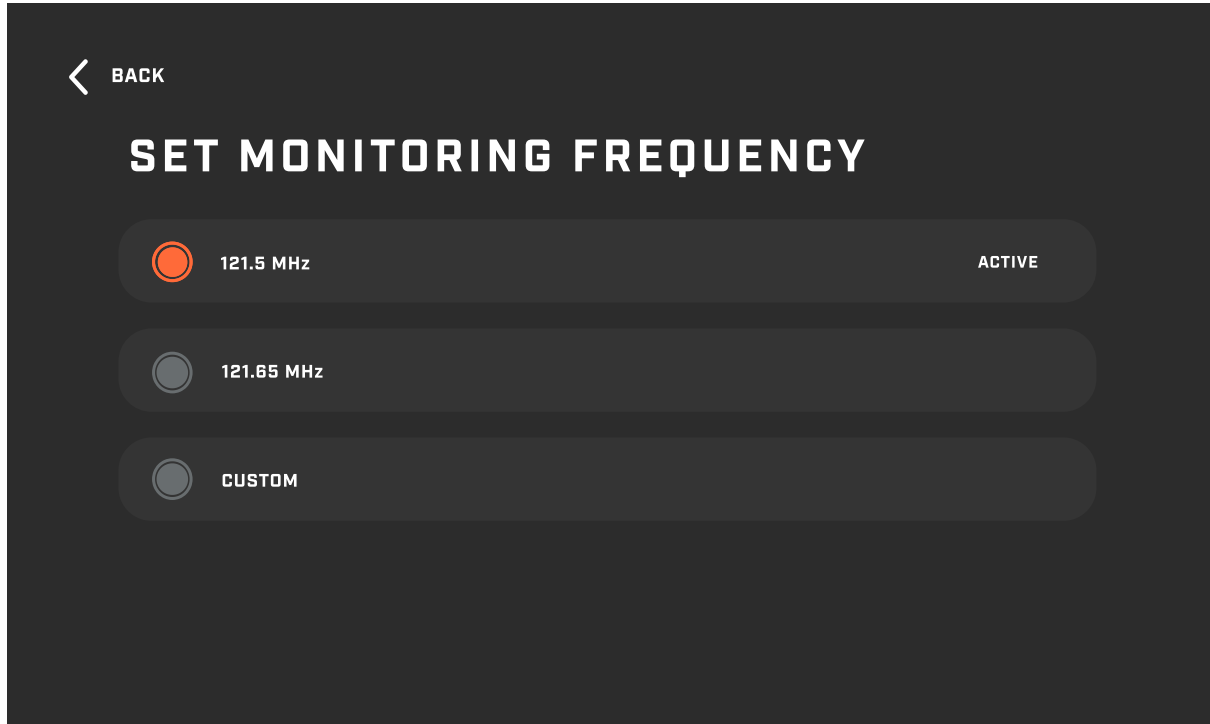 BACK
SET MONITORING FREQUENCY
121.5 MHz ACTIVE
121.65 MHz
CUSTOM